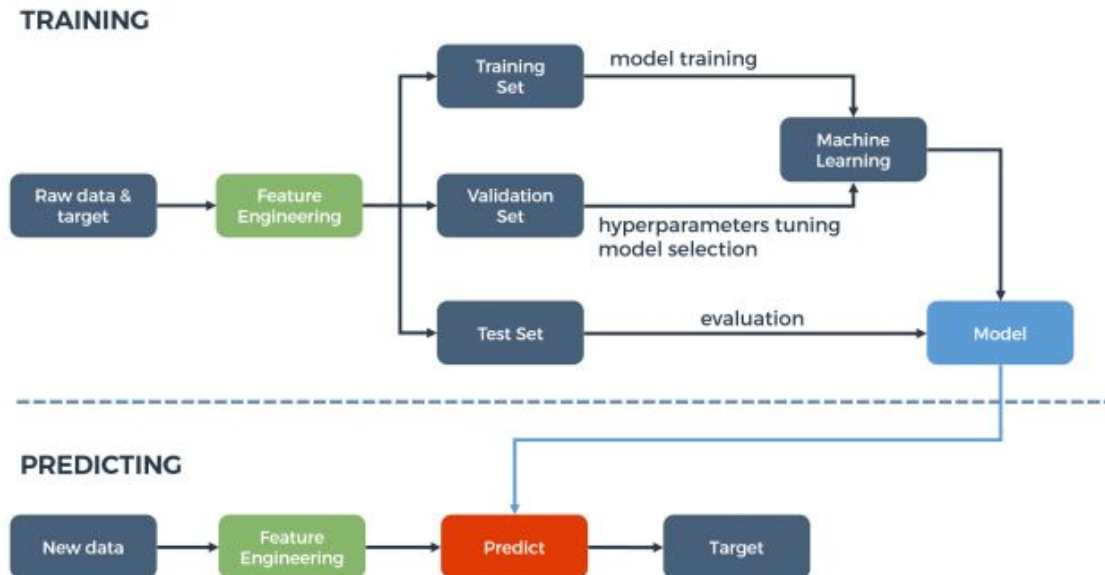 TRAINING
Training
Set
model training
Machine
Learning
Raw data &
target
Feature
Engineering
Validation
Set
hyperparameters tuning
model selection
Test Set
evaluation
Model
PREDICTING
New data
Feature
Engineering
Predict
Target